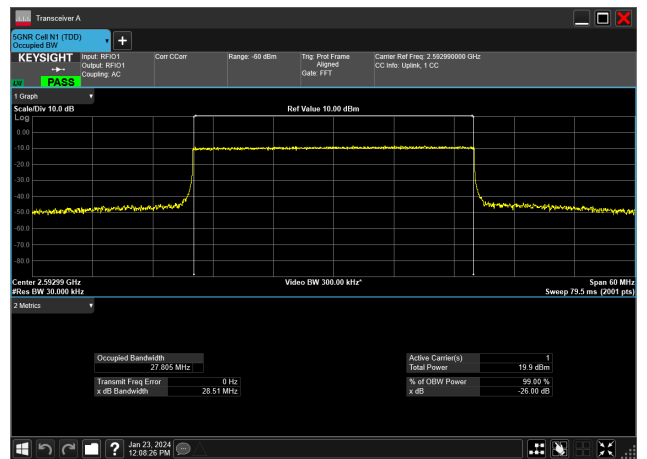 Transceiver A
5GNR Cell N1 (TDD)
Occupied BW
KEYSIGHT
PASS
Input: RFIO1
Output: RFIO1
Coupling: AC
Corr CCorr
Range: -60 dBm
Trig: Prot Frame
Aligned
Gate: FFT
Carrier Ref Freq: 2.592990000 GHz
CC Info: Uplink, 1 CC
1 Graph
Scale/Div 10.0 dB
Ref Value 10.00 dBm
Log
0.00
-10.0
-20.0
-30.0
-40.0
-50.0
-60.0
-70.0
-80.0
Center 2.59299 GHz
Video BW 300.00 kHz*
Span 60 MHz
#Res BW 30.000 kHz
Sweep 79.5 ms (2001 pts)
2 Metrics
Occupied Bandwidth
27.805 MHz
Transmit Freq Error 0 Hz
x dB Bandwidth 28.51 MHz
Active Carrier(s) 1
Total Power 19.9 dBm
% of OBW Power 99.00 %
x dB -26.00 dB
Jan 23, 2024
12:08:26 PM